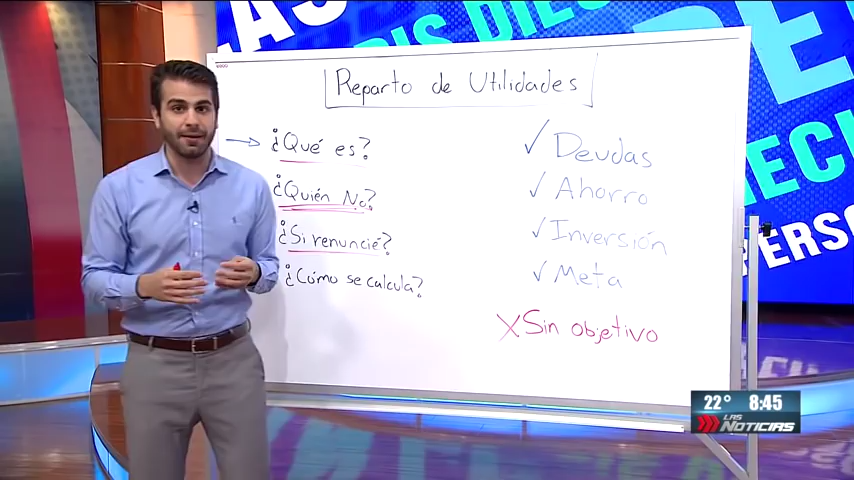 Reparto de Utilidades
¿Qué es?
¿Quién No?
¿Si renuncié?
¿Cómo se calcula?
✓ Deudas
✓ Ahorro
✓ Inversión
✓ Meta
X Sin objetivo
22° 8:45
LAS NOTICIAS